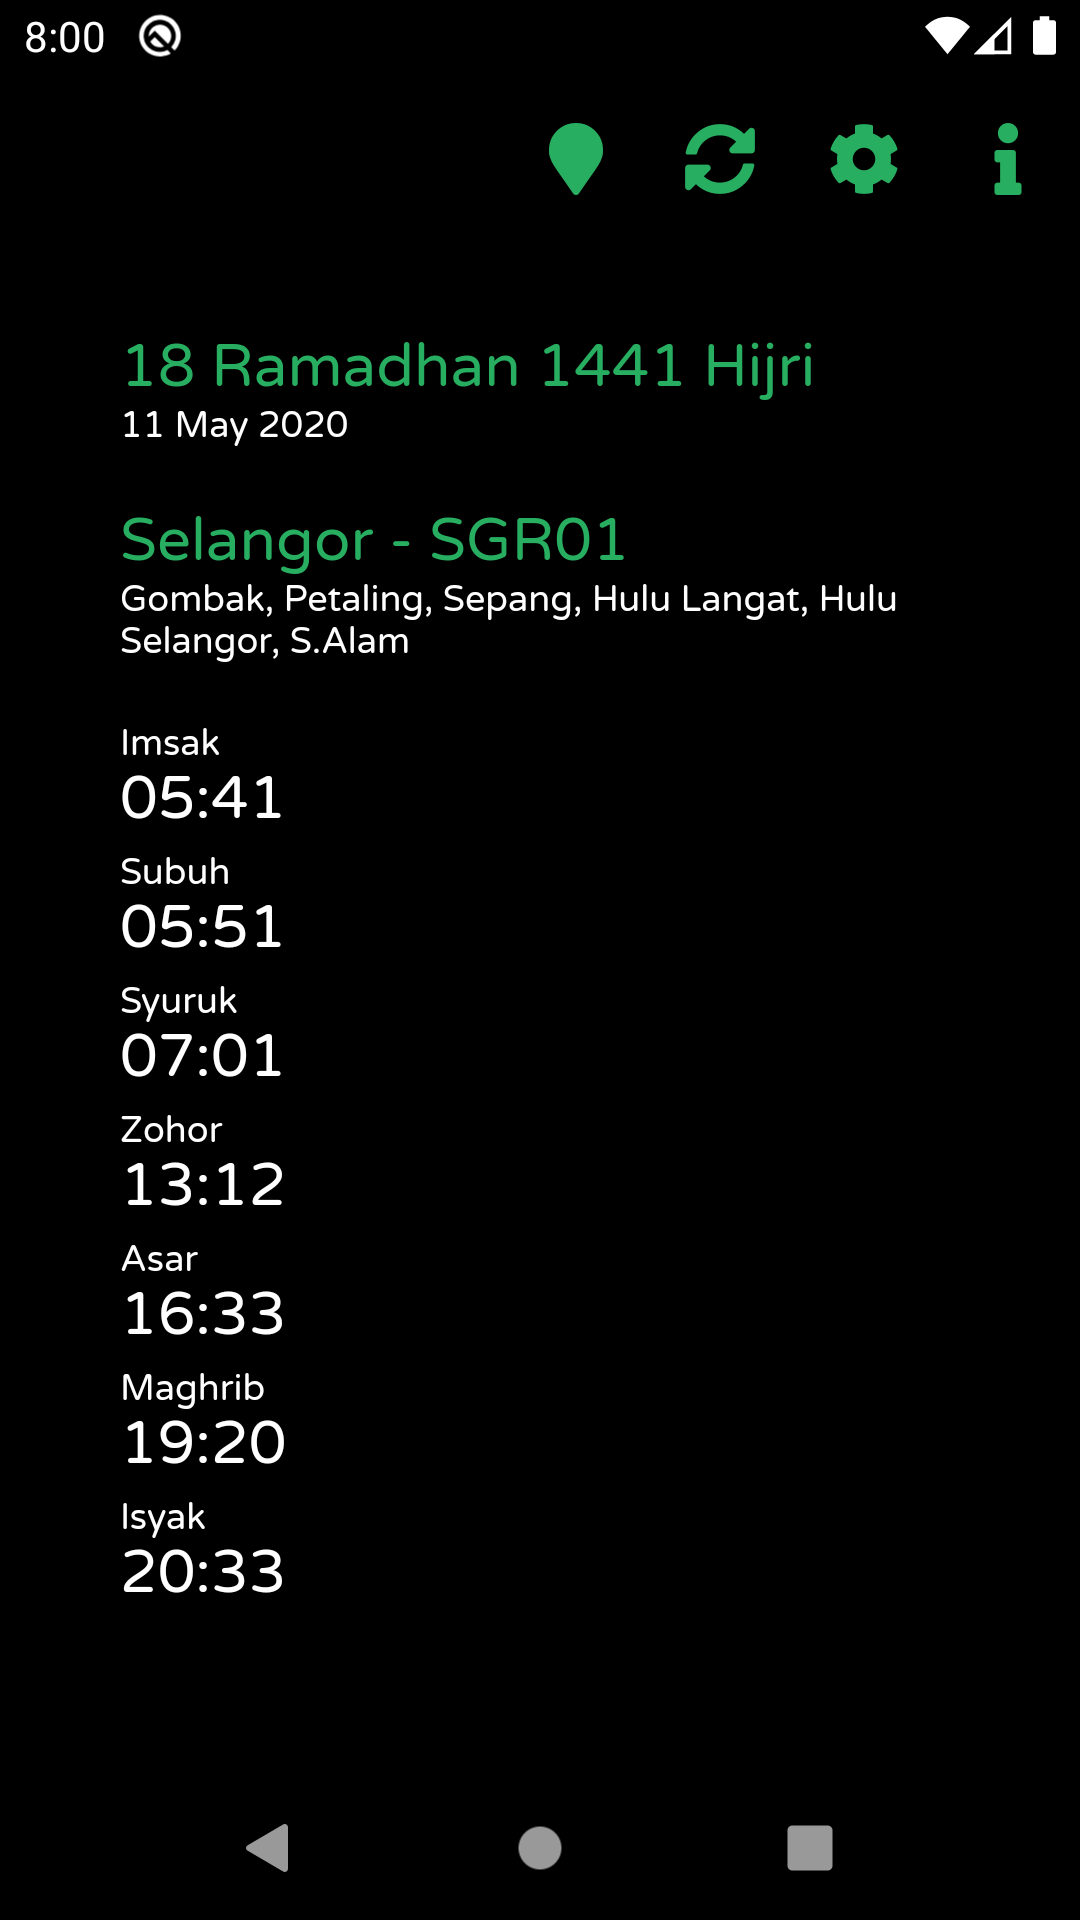 8:00
18 Ramadhan 1441 Hijri
11 May 2020
Selangor - SGR01
Gombak, Petaling, Sepang, Hulu Langat, Hulu
Selangor, S.Alam
Imsak
05:41
Subuh
05:51
Syuruk
07:01
Zohor
13:12
Asar
16:33
Maghrib
19:20
Isyak
20:33